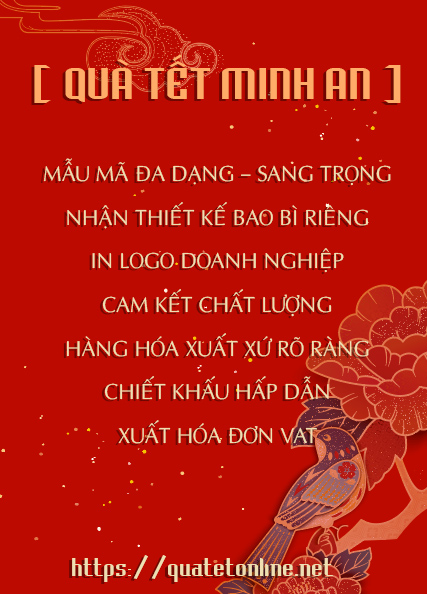 [ QUÀ TẾT MINH AN ]
MẪU MÃ ĐA DẠNG – SANG TRỌNG
NHẬN THIẾT KẾ BAO BÌ RIÊNG
IN LOGO DOANH NGHIỆP
CAM KẾT CHẤT LƯỢNG
HÀNG HÓA XUẤT XỨ RÕ RÀNG
CHIẾT KHẤU HẤP DẪN
XUẤT HÓA ĐƠN VAT
https://quatetonline.net